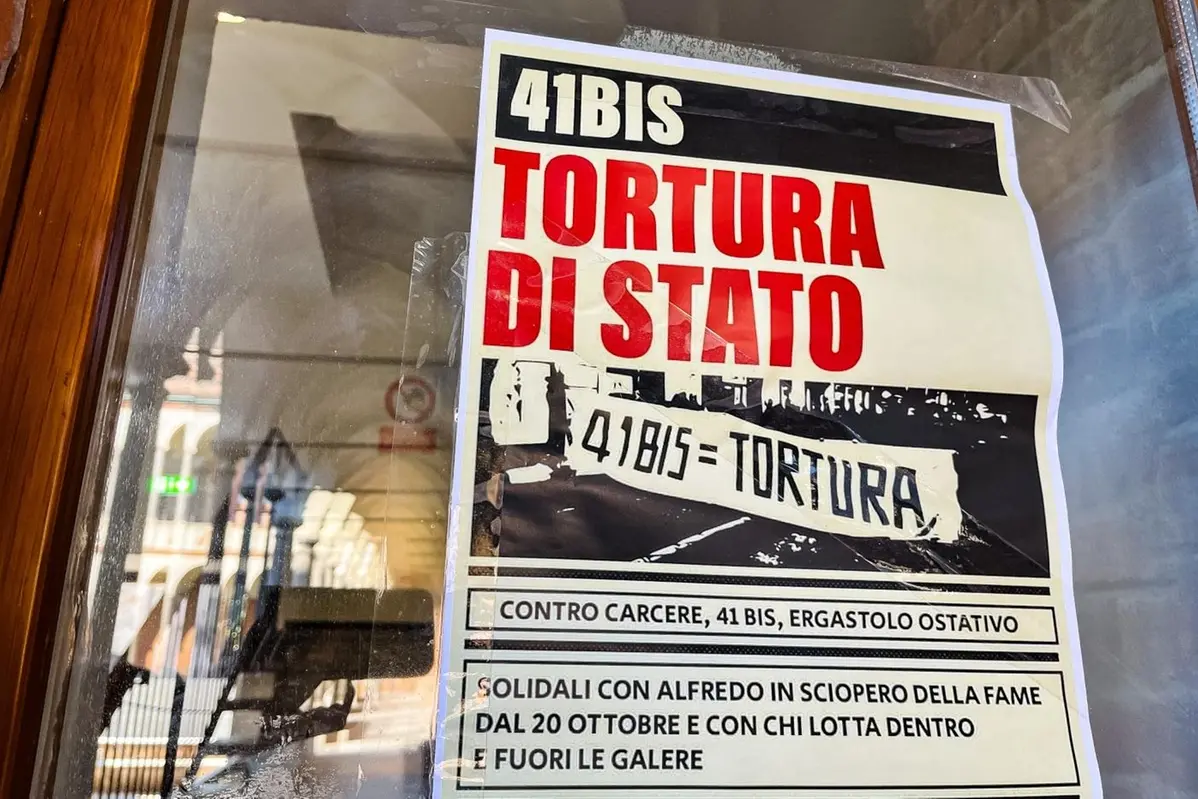 41BIS
TORTURA
DI STATO
41BIS = TORTURA
CONTRO CARCERE, 41 BIS, ERGASTOLO OSTATIVO
SOLIDALI CON ALFREDO IN SCIOPERO DELLA FAME
DAL 20 OTTOBRE E CON CHI LOTTA DENTRO
E FUORI LE GALERE